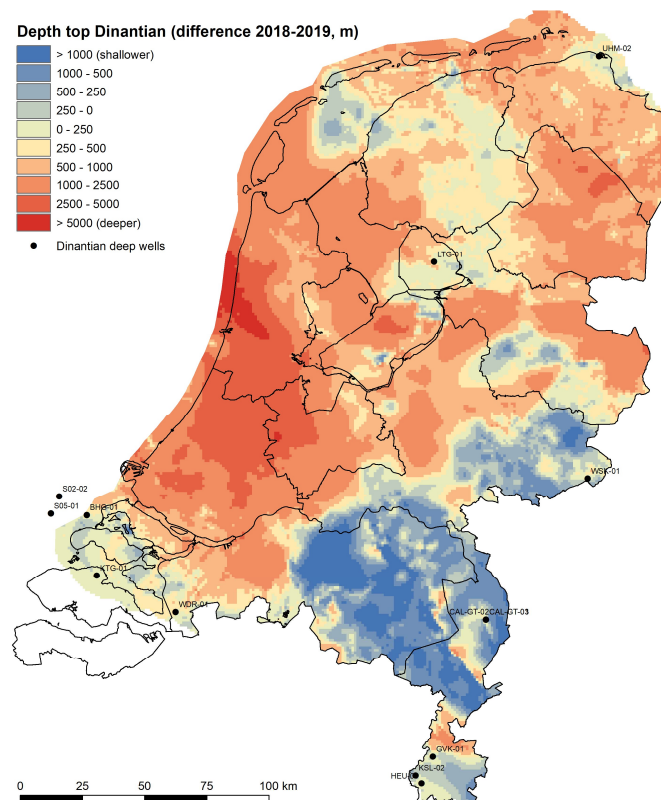 Depth top Dinantian (difference 2018-2019, m)
> 1000 (shallower)
1000 - 500
500 - 250
250 - 0
0 - 250
250 - 500
500 - 1000
1000 - 2500
2500 - 5000
> 5000 (deeper)
Dinantian deep wells
UHM-02
LTG-01
WSK-01
S02-02
S05-01
BHG-01
KTG-01
WDR-01
CAL-GT-02
CAL-GT-03
GVK-01
KSL-02
0 25 50 75 100 km